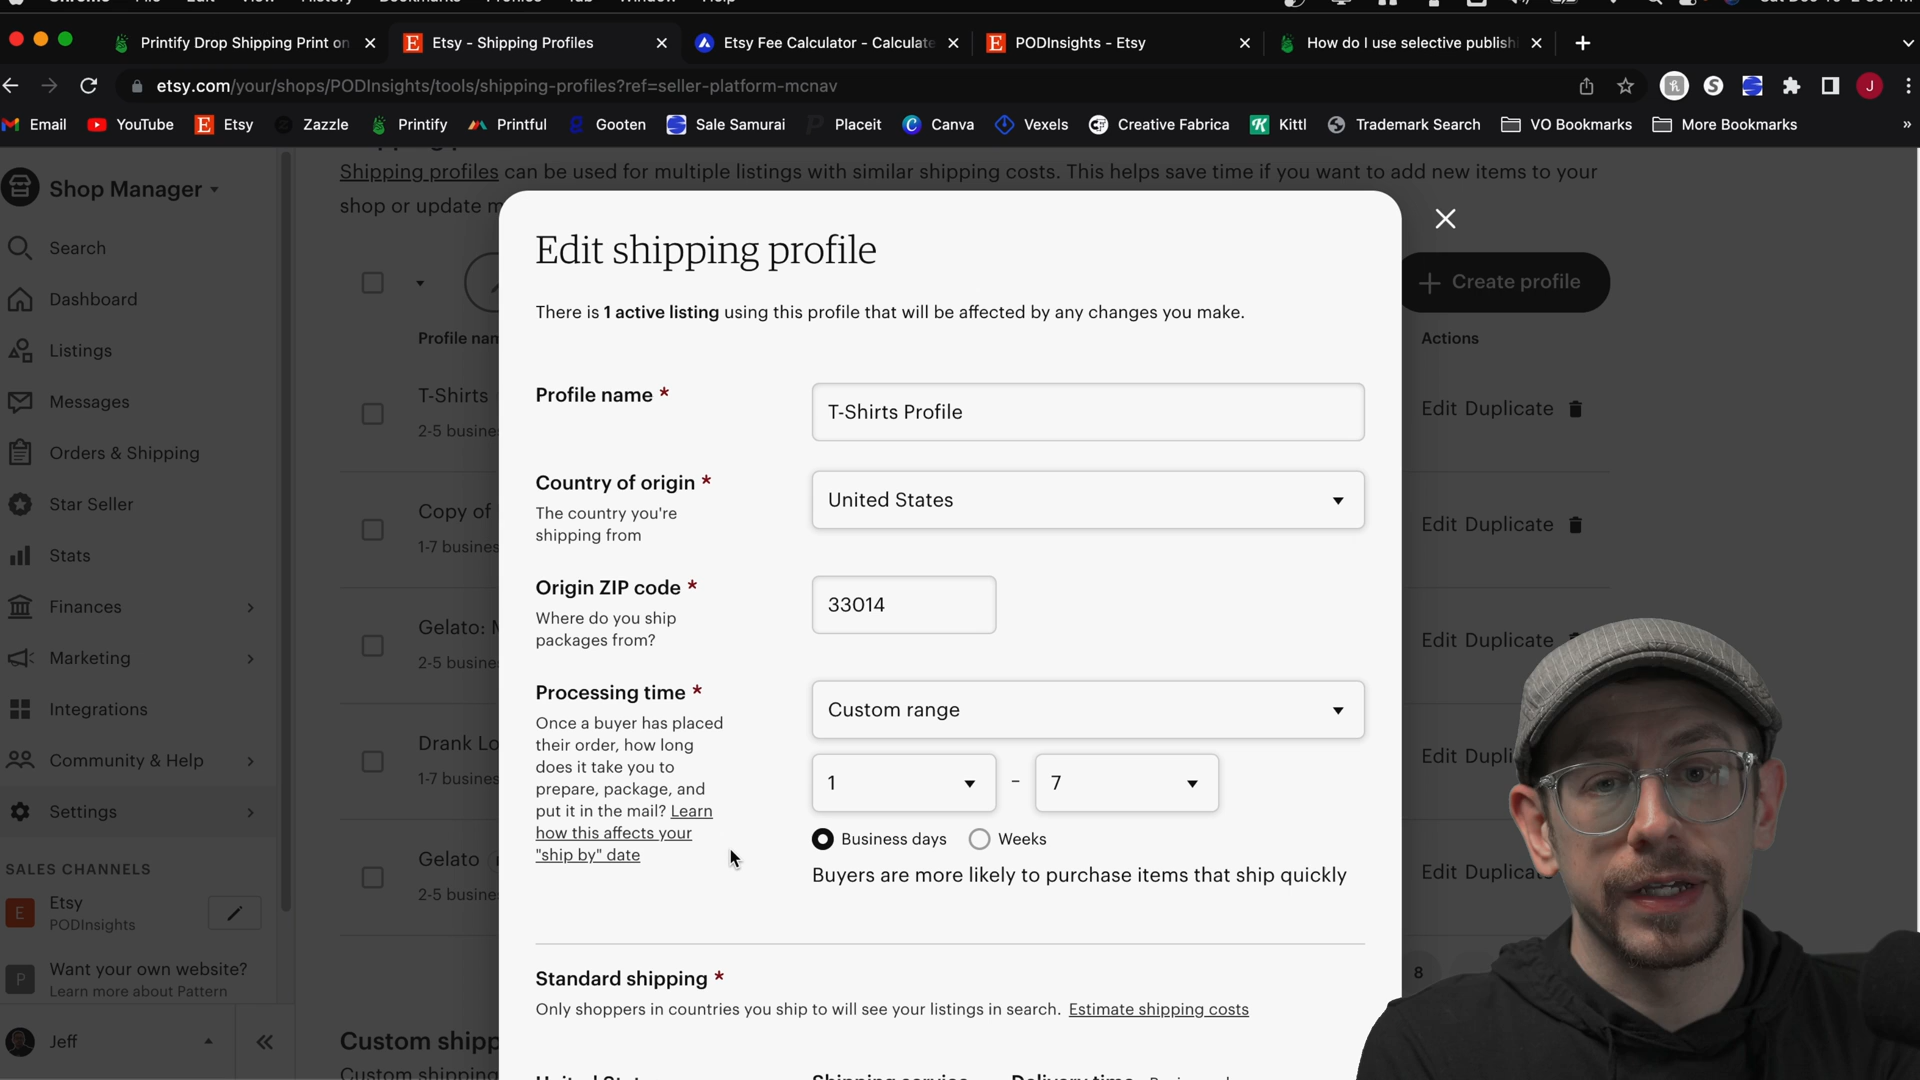 Printify Drop Shipping Print on
Etsy - Shipping Profiles
Etsy Fee Calculator - Calculate
PODInsights - Etsy
How do I use selective publish
etsy.com/your/shops/PODInsights/tools/shipping-profiles?ref=seller-platform-mcnav
Email YouTube Etsy Zazzle Printify Printful Gooten Sale Samurai Placeit Canva Vexels Creative Fabrica Kittl Trademark Search VO Bookmarks More Bookmarks »
Shop Manager
Search
Dashboard
Listings
Messages
Orders & Shipping
Star Seller
Stats
Finances
Marketing
Integrations
Community & Help
Settings
SALES CHANNELS
E Etsy
PODInsights
P Want your own website?
Learn more about Pattern
Jeff
Shipping profiles can be used for multiple listings with similar shipping costs. This helps save time if you want to add new items to your
shop or update m
Create profile
Profile nam
Actions
T-Shirts
2-5 busine
Edit Duplicate
Copy of
1-7 busines
Edit Duplicate
Gelato: M
2-5 busine
Edit Duplicate
Drank Lo
1-7 busines
Edit Duplic
Gelato
2-5 busine
Edit Duplica
8
Custom shipp
Custom shipping
Edit shipping profile
There is 1 active listing using this profile that will be affected by any changes you make.
Profile name *
T-Shirts Profile
Country of origin *
The country you're
shipping from
United States
Origin ZIP code *
Where do you ship
packages from?
33014
Processing time *
Once a buyer has placed
their order, how long
does it take you to
prepare, package, and
put it in the mail? Learn
how this affects your
"ship by" date
Custom range
1 - 7
Business days Weeks
Buyers are more likely to purchase items that ship quickly
Standard shipping *
Only shoppers in countries you ship to will see your listings in search. Estimate shipping costs